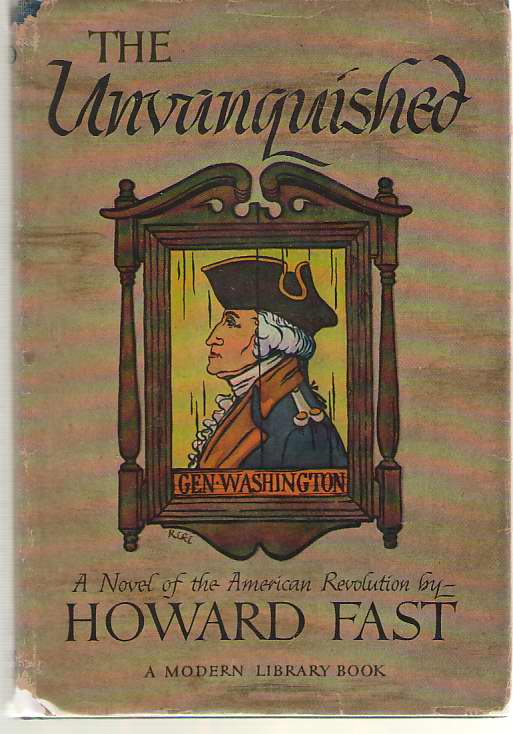 THE
Unvanquished
GEN·WASHINGTON
A Novel of the American Revolution by—
HOWARD FAST
A MODERN LIBRARY BOOK